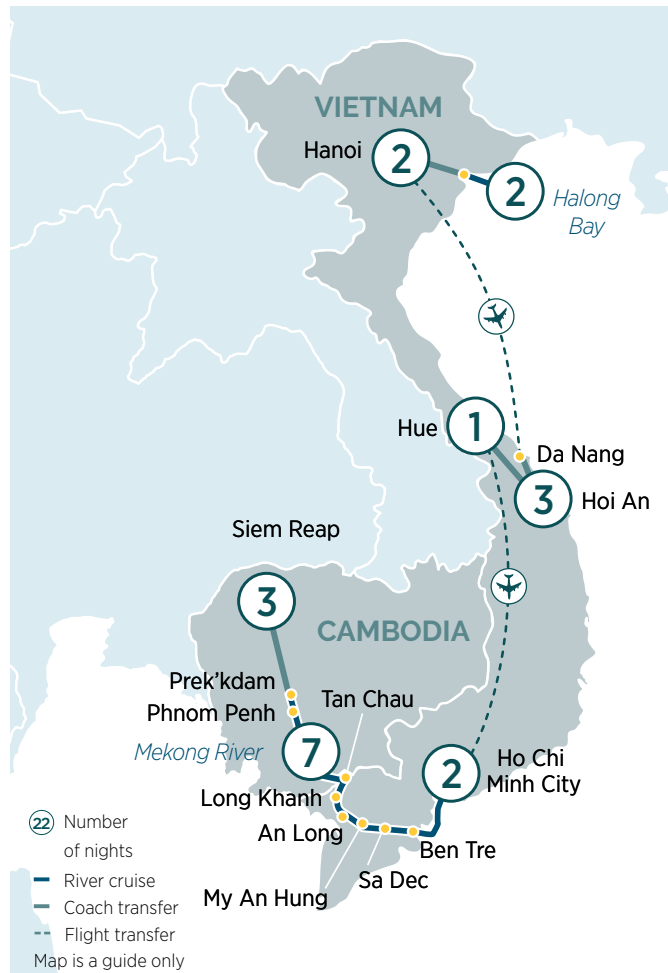 VIETNAM
Hanoi
2
2
Halong
Bay
Hue
1
Da Nang
3
Hoi An
Siem Reap
3
CAMBODIA
Prek'kdam
Tan Chau
Phnom Penh
Mekong River
7
2
Ho Chi
Minh City
Long Khanh
An Long
Ben Tre
Sa Dec
My An Hung
22 Number
of nights
River cruise
Coach transfer
Flight transfer
Map is a guide only